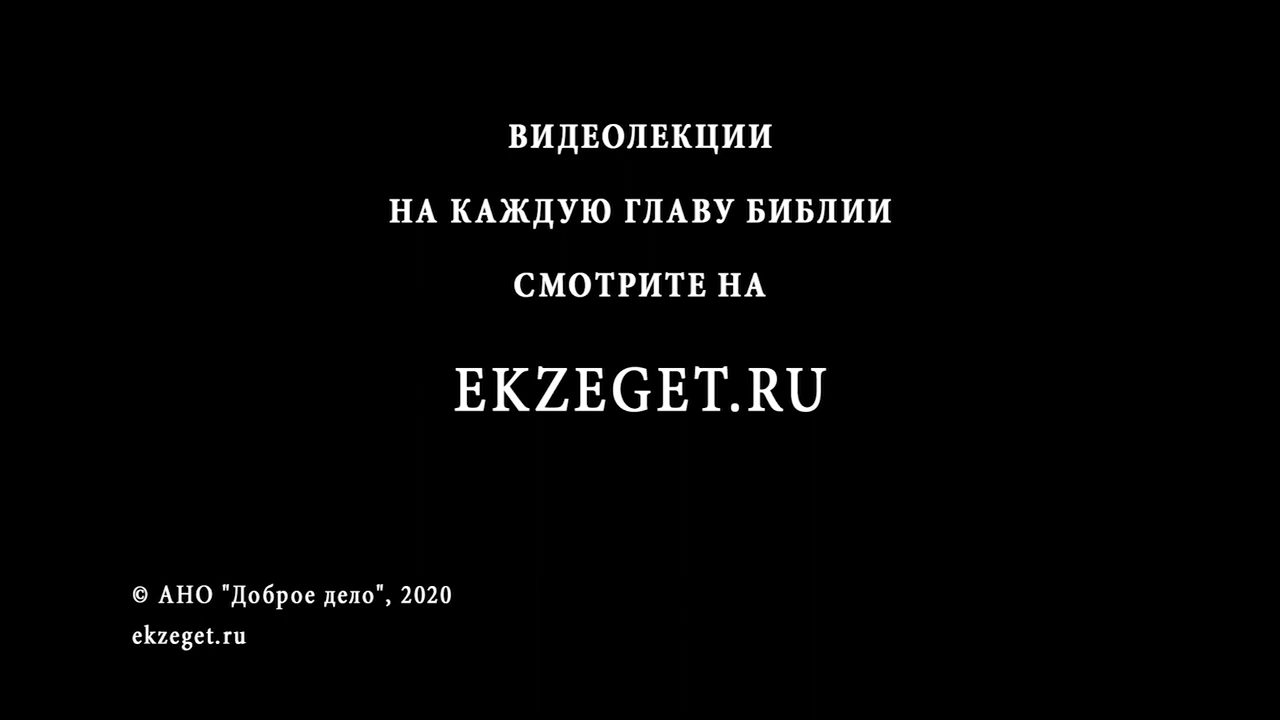 ВИДЕОЛЕКЦИИ
НА КАЖДУЮ ГЛАВУ БИБЛИИ
СМОТРИТЕ НА
EKZEGET.RU
© АНО "Доброе дело", 2020
ekzeget.ru